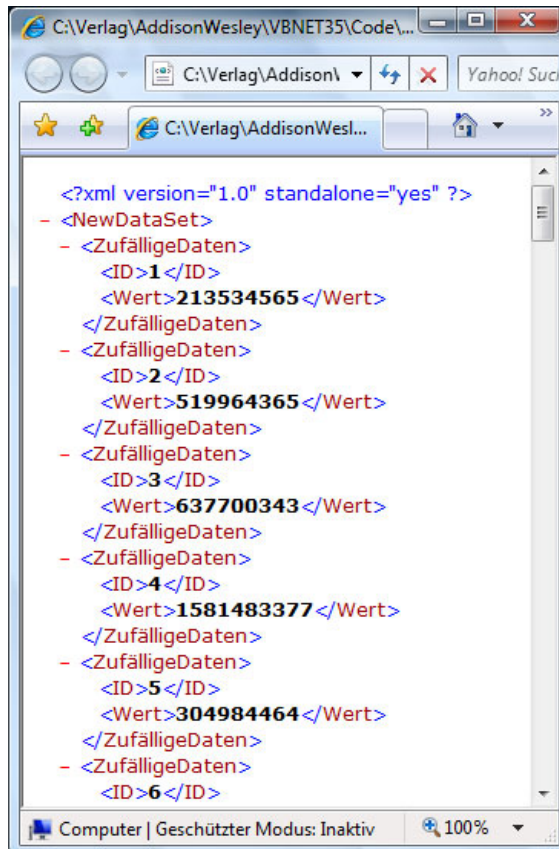 C:\Verlag\AddisonWesley\VBNET35\Code\...
C:\Verlag\Addison\
Yahoo! Suc
C:\Verlag\AddisonWesl...
<?xml version="1.0" standalone="yes" ?>
- <NewDataSet>
- <ZufälligeDaten>
<ID>1</ID>
<Wert>213534565</Wert>
</ZufälligeDaten>
- <ZufälligeDaten>
<ID>2</ID>
<Wert>519964365</Wert>
</ZufälligeDaten>
- <ZufälligeDaten>
<ID>3</ID>
<Wert>637700343</Wert>
</ZufälligeDaten>
- <ZufälligeDaten>
<ID>4</ID>
<Wert>1581483377</Wert>
</ZufälligeDaten>
- <ZufälligeDaten>
<ID>5</ID>
<Wert>304984464</Wert>
</ZufälligeDaten>
- <ZufälligeDaten>
<ID>6</ID>
Computer | Geschützter Modus: Inaktiv 100%